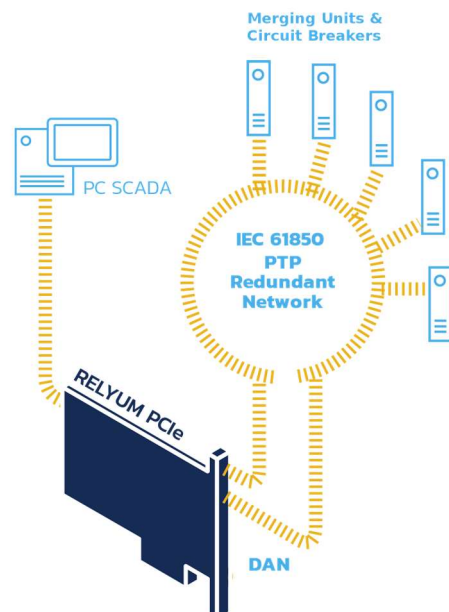 Merging Units &
Circuit Breakers
PC SCADA
IEC 61850
PTP
Redundant
Network
RELYUM PCIe
DAN